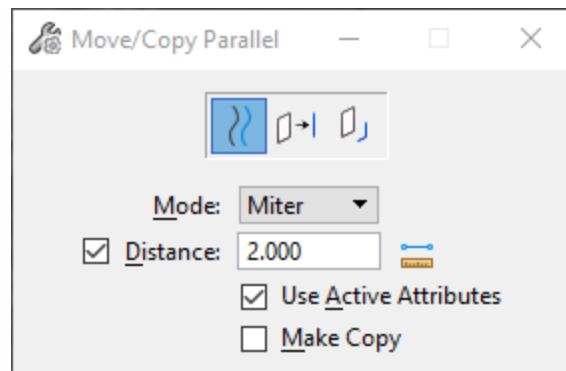 Move/Copy Parallel
Mode: Miter
Distance: 2.000
Use Active Attributes
Make Copy